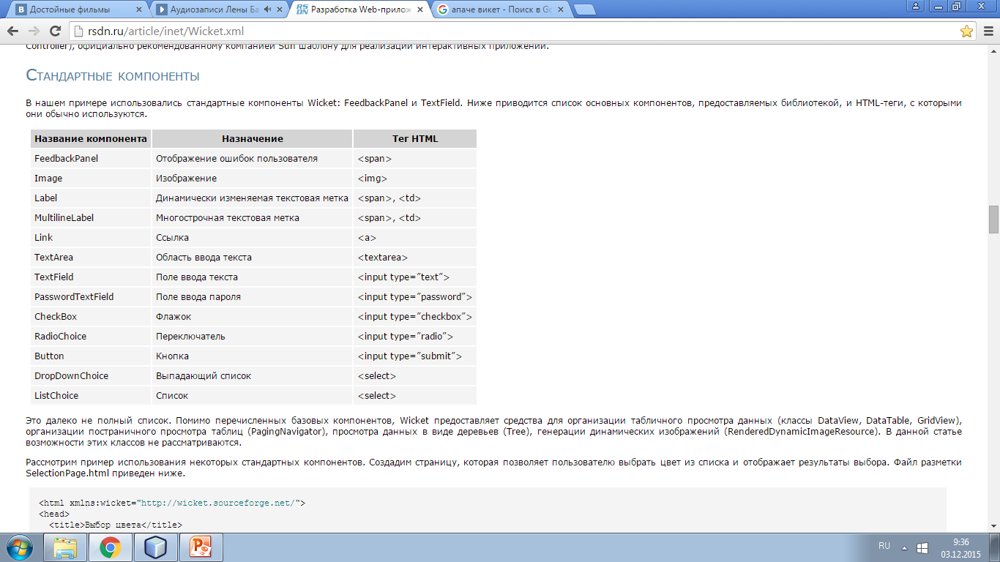 Достойные фильмы
Аудиозаписи Лены Ба
Разработка Web-прилож
апаче викет - Поиск в Go
rsdn.ru/article/inet/Wicket.xml
Controller), официально рекомендованному компанией Sun шаблону для реализации интерактивных приложений.
Стандартные компоненты
В нашем примере использовались стандартные компоненты Wicket: FeedbackPanel и TextField. Ниже приводится список основных компонентов, предоставляемых библиотекой, и HTML-теги, с которыми
они обычно используются.
Название компонента Назначение Тег HTML
FeedbackPanel Отображение ошибок пользователя <span>
Image Изображение <img>
Label Динамически изменяемая текстовая метка <span>, <td>
MultilineLabel Многострочная текстовая метка <span>, <td>
Link Ссылка <a>
TextArea Область ввода текста <textarea>
TextField Поле ввода текста <input type=”text”>
PasswordTextField Поле ввода пароля <input type=”password”>
CheckBox Флажок <input type=”checkbox”>
RadioChoice Переключатель <input type=”radio”>
Button Кнопка <input type=”submit”>
DropDownChoice Выпадающий список <select>
ListChoice Список <select>
Это далеко не полный список. Помимо перечисленных базовых компонентов, Wicket предоставляет средства для организации табличного просмотра данных (классы DataView, DataTable, GridView),
организации постраничного просмотра таблиц (PagingNavigator), просмотра данных в виде деревьев (Tree), генерации динамических изображений (RenderedDynamicImageResource). В данной статье
возможности этих классов не рассматриваются.
Рассмотрим пример использования некоторых стандартных компонентов. Создадим страницу, которая позволяет пользователю выбрать цвет из списка и отображает результаты выбора. Файл разметки
SelectionPage.html приведен ниже.
<html xmlns:wicket="http://wicket.sourceforge.net/">
<head>
<title>Выбор цвета</title>
RU
9:36
03.12.2015